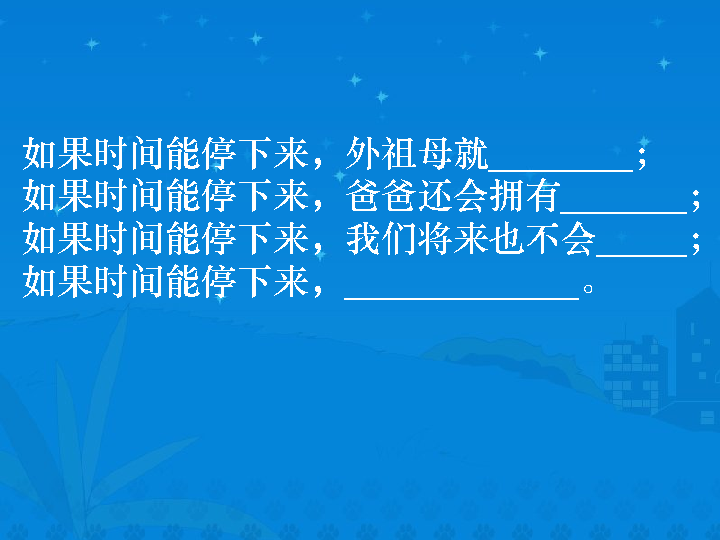 如果时间能停下来，外祖母就________；
如果时间能停下来，爸爸还会拥有_______；
如果时间能停下来，我们将来也不会_____；
如果时间能停下来，_____________。